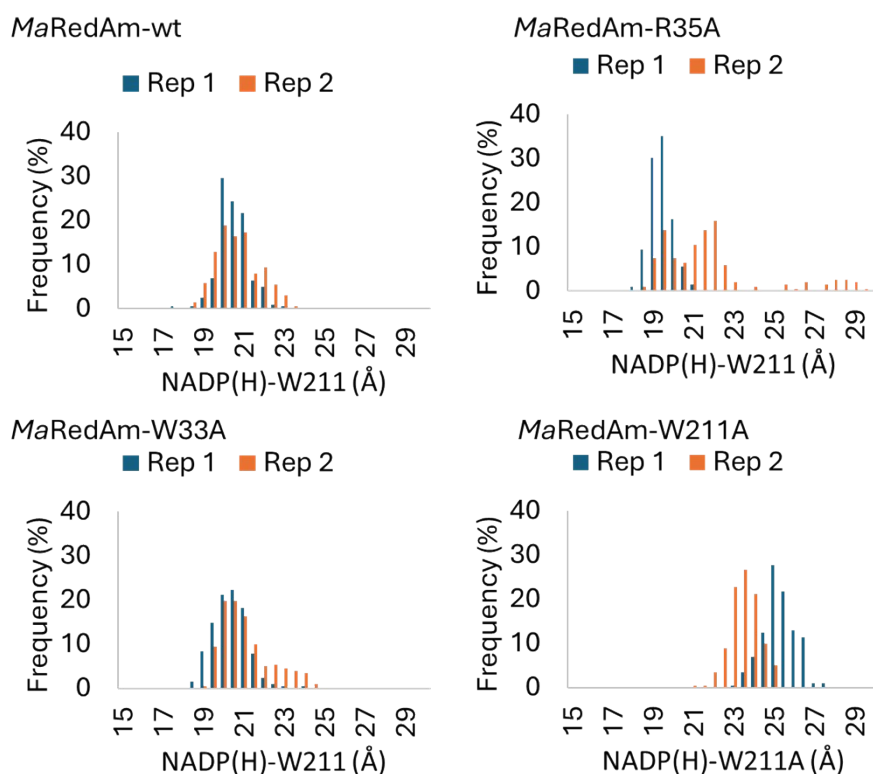 MaRedAm-wt
Rep 1 Rep 2
Frequency (%)
40
30
20
10
0
15 17 19 21 23 25 27 29
NADP(H)-W211 (Å)
MaRedAm-R35A
Rep 1 Rep 2
Frequency (%)
40
30
20
10
0
15 17 19 21 23 25 27 29
NADP(H)-W211 (Å)
MaRedAm-W33A
Rep 1 Rep 2
Frequency (%)
40
30
20
10
0
15 17 19 21 23 25 27 29
NADP(H)-W211 (Å)
MaRedAm-W211A
Rep 1 Rep 2
Frequency (%)
40
30
20
10
0
15 17 19 21 23 25 27 29
NADP(H)-W211A (Å)